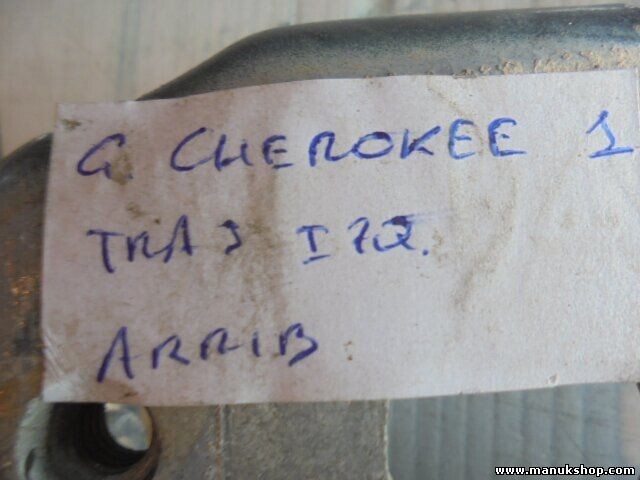 G. CHEROKEE 1
TRAS IZQ.
ARRIB
www.manukshop.com